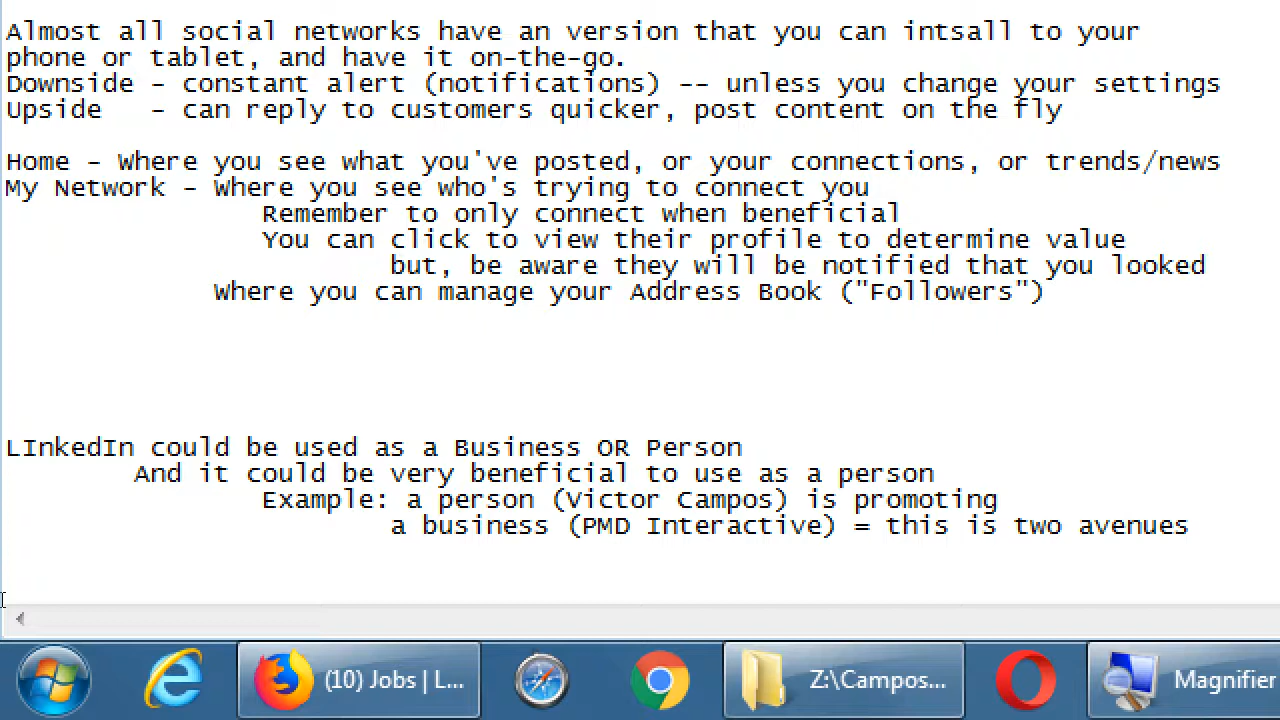 Almost all social networks have an version that you can intsall to your
phone or tablet, and have it on-the-go.
Downside - constant alert (notifications) -- unless you change your settings
Upside   - can reply to customers quicker, post content on the fly
Home - Where you see what you've posted, or your connections, or trends/news
My Network - Where you see who's trying to connect you
Remember to only connect when beneficial
You can click to view their profile to determine value
but, be aware they will be notified that you looked
Where you can manage your Address Book ("Followers")
LInkedIn could be used as a Business OR Person
And it could be very beneficial to use as a person
Example: a person (Victor Campos) is promoting
a business (PMD Interactive) = this is two avenues
(10) Jobs | L...
Z:\Campos...
Magnifier